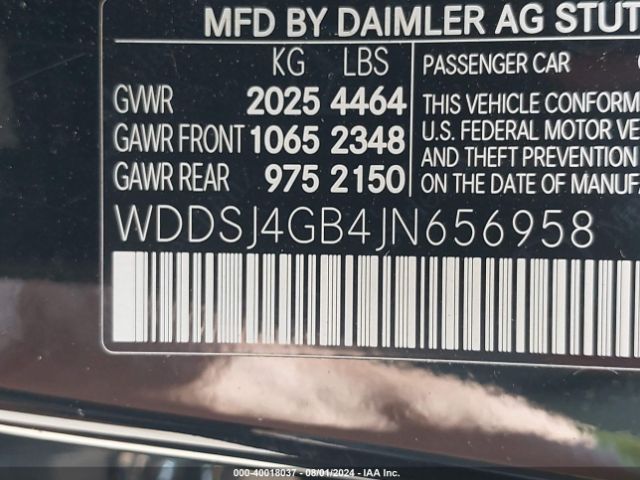 MFD BY DAIMLER AG STUT
KG LBS
GVWR 2025 4464
GAWR FRONT 1065 2348
GAWR REAR 975 2150
PASSENGER CAR
THIS VEHICLE CONFORM
U.S. FEDERAL MOTOR VE
AND THEFT PREVENTION
ON THE DATE OF MANUF
WDDSJ4GB4JN656958
000-40018037 - 08/01/2024 - IAA Inc.